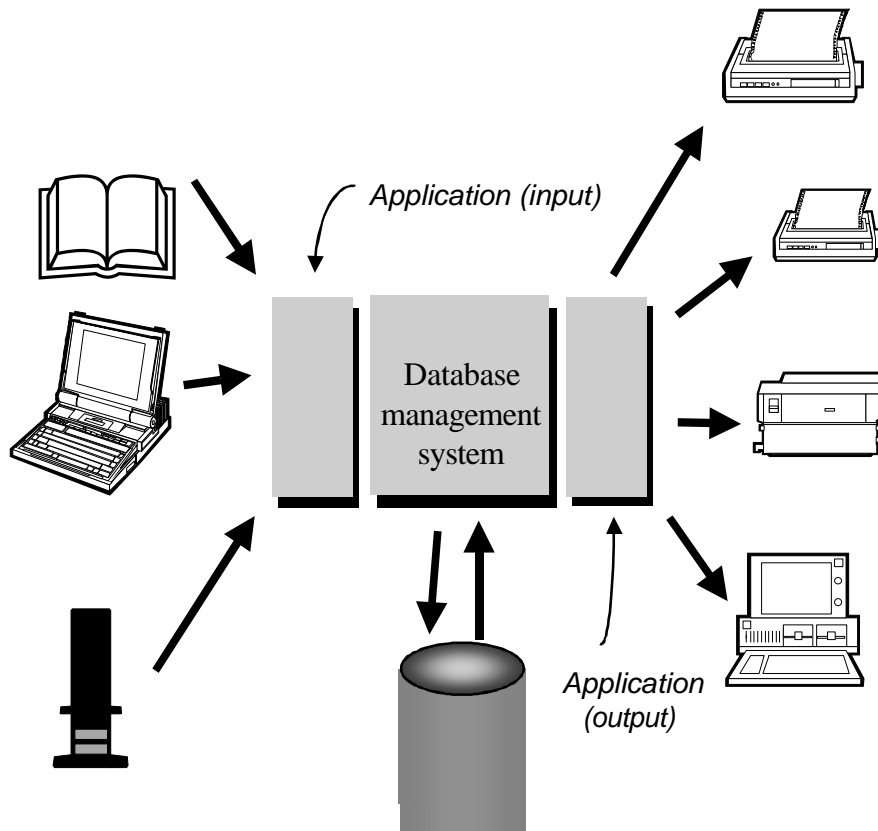 Application (input)
Database
management
system
Application
(output)